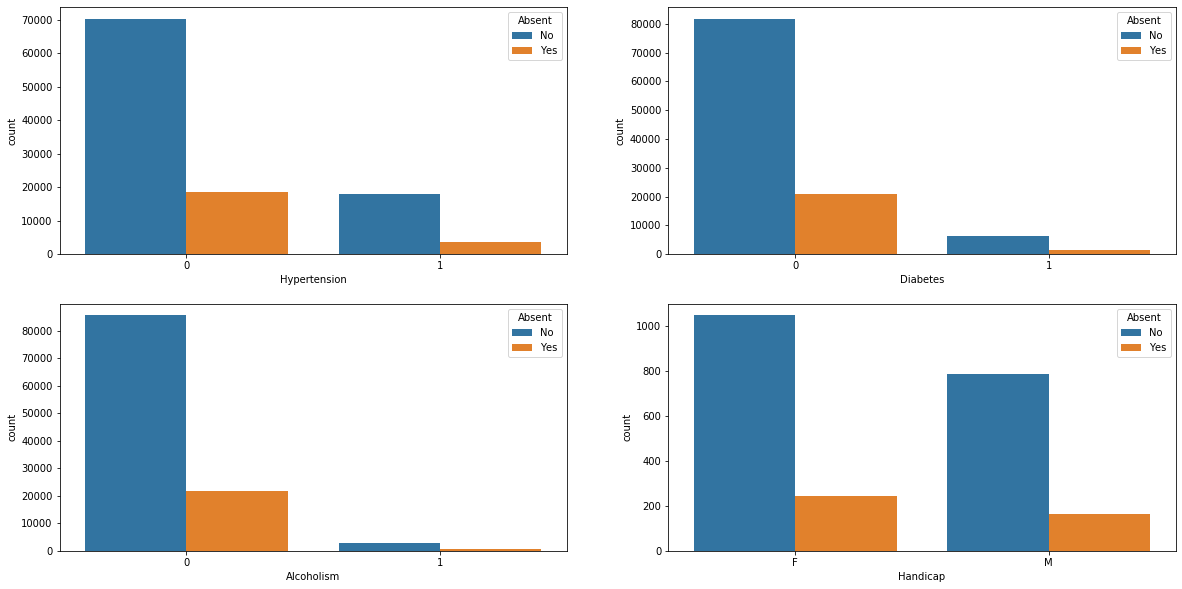 70000
60000
50000
40000
30000
20000
10000
0
count
0 1
Hypertension
Absent
No
Yes
80000
70000
60000
50000
40000
30000
20000
10000
0
count
0 1
Diabetes
Absent
No
Yes
80000
70000
60000
50000
40000
30000
20000
10000
0
count
0 1
Alcoholism
Absent
No
Yes
1000
800
600
400
200
0
count
F M
Handicap
Absent
No
Yes